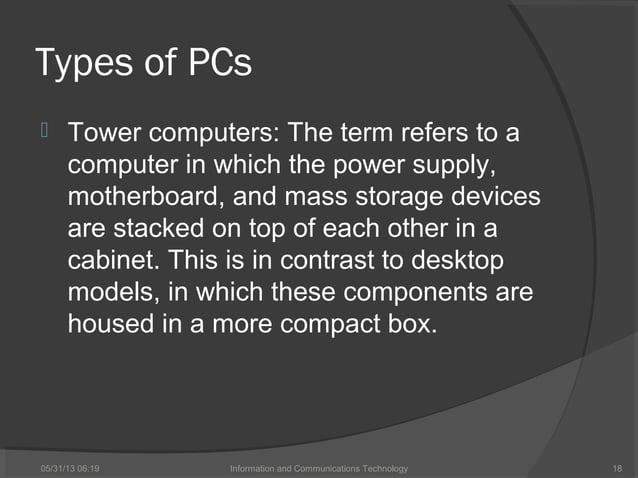 Types of PCs
Tower computers: The term refers to a
computer in which the power supply,
motherboard, and mass storage devices
are stacked on top of each other in a
cabinet. This is in contrast to desktop
models, in which these components are
housed in a more compact box.
05/31/13 06:19 Information and Communications Technology 18